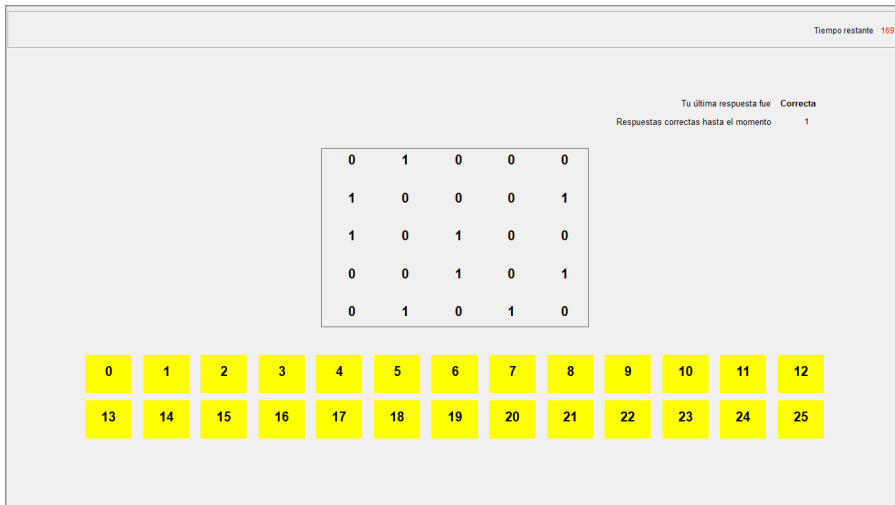 Tiempo restante 169
Tu última respuesta fue Correcta
Respuestas correctas hasta el momento 1
0 1 0 0 0
1 0 0 0 1
1 0 1 0 0
0 0 1 0 1
0 1 0 1 0
0 1 2 3 4 5 6 7 8 9 10 11 12
13 14 15 16 17 18 19 20 21 22 23 24 25